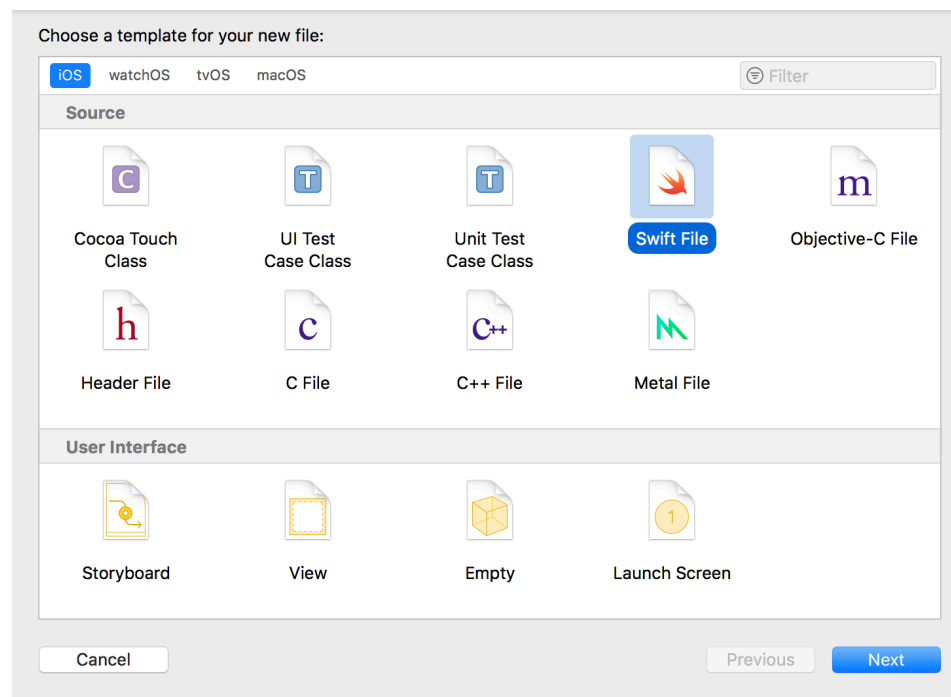 Choose a template for your new file:
iOS watchOS tvOS macOS Filter
Source
C T T m
Cocoa Touch UI Test Unit Test Swift File Objective-C File
Class Case Class Case Class
h c C++
Header File C File C++ File Metal File
User Interface
1
Storyboard View Empty Launch Screen
Cancel Previous Next